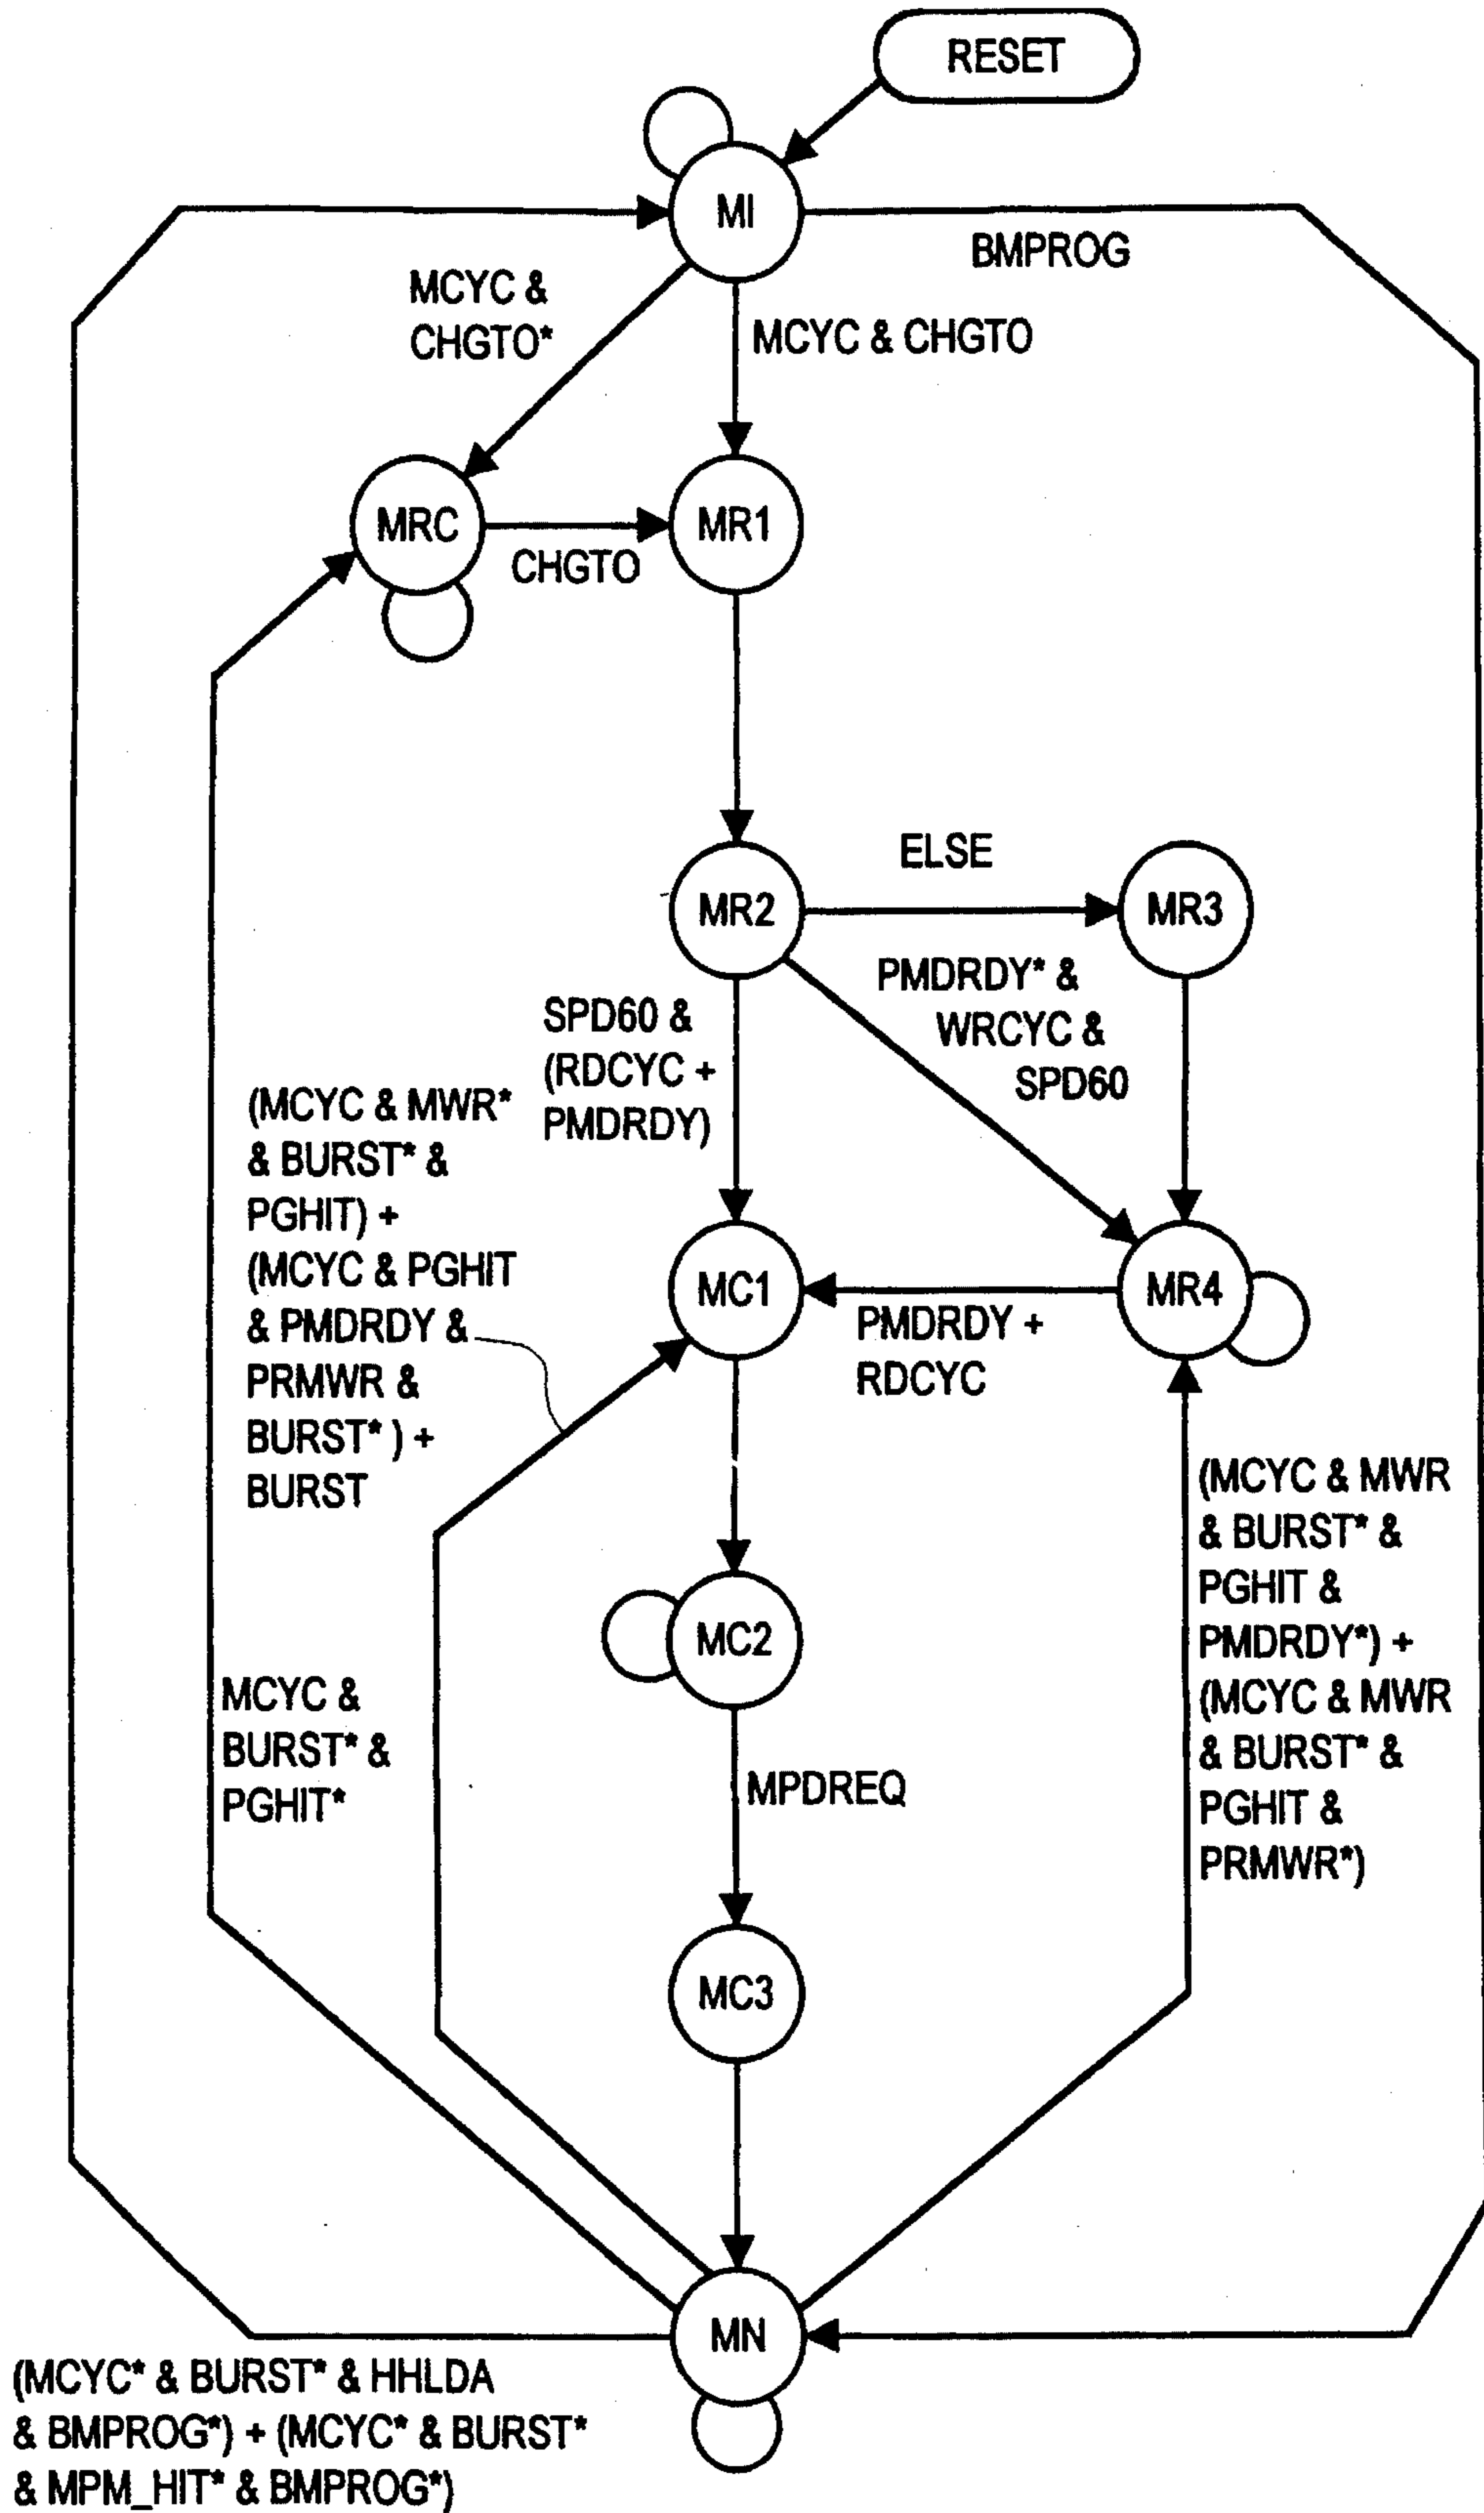 RESET
MI
BMPROG
MCYC &
CHGTO*
MCYC & CHGTO
MRC
MR1
CHGTO
ELSE
MR2
MR3
PMDRDY* &
WRCYC &
SPD60
SPD60 &
(RDCYC +
PMDRDY)
(MCYC & MWR*
& BURST* &
PGHIT) +
(MCYC & PGHIT
& PMDRDY &
PRMWR &
BURST* ) +
BURST
MC1
MR4
PMDRDY +
RDCYC
(MCYC & MWR
& BURST* &
PGHIT &
PMDRDY*) +
(MCYC & MWR
& BURST* &
PGHIT &
PRMWR*)
MC2
MCYC &
BURST* &
PGHIT*
MPDREQ
MC3
MN
(MCYC* & BURST* & HHLDA
& BMPROG*) + (MCYC* & BURST*
& MPM_HIT* & BMPROG*)